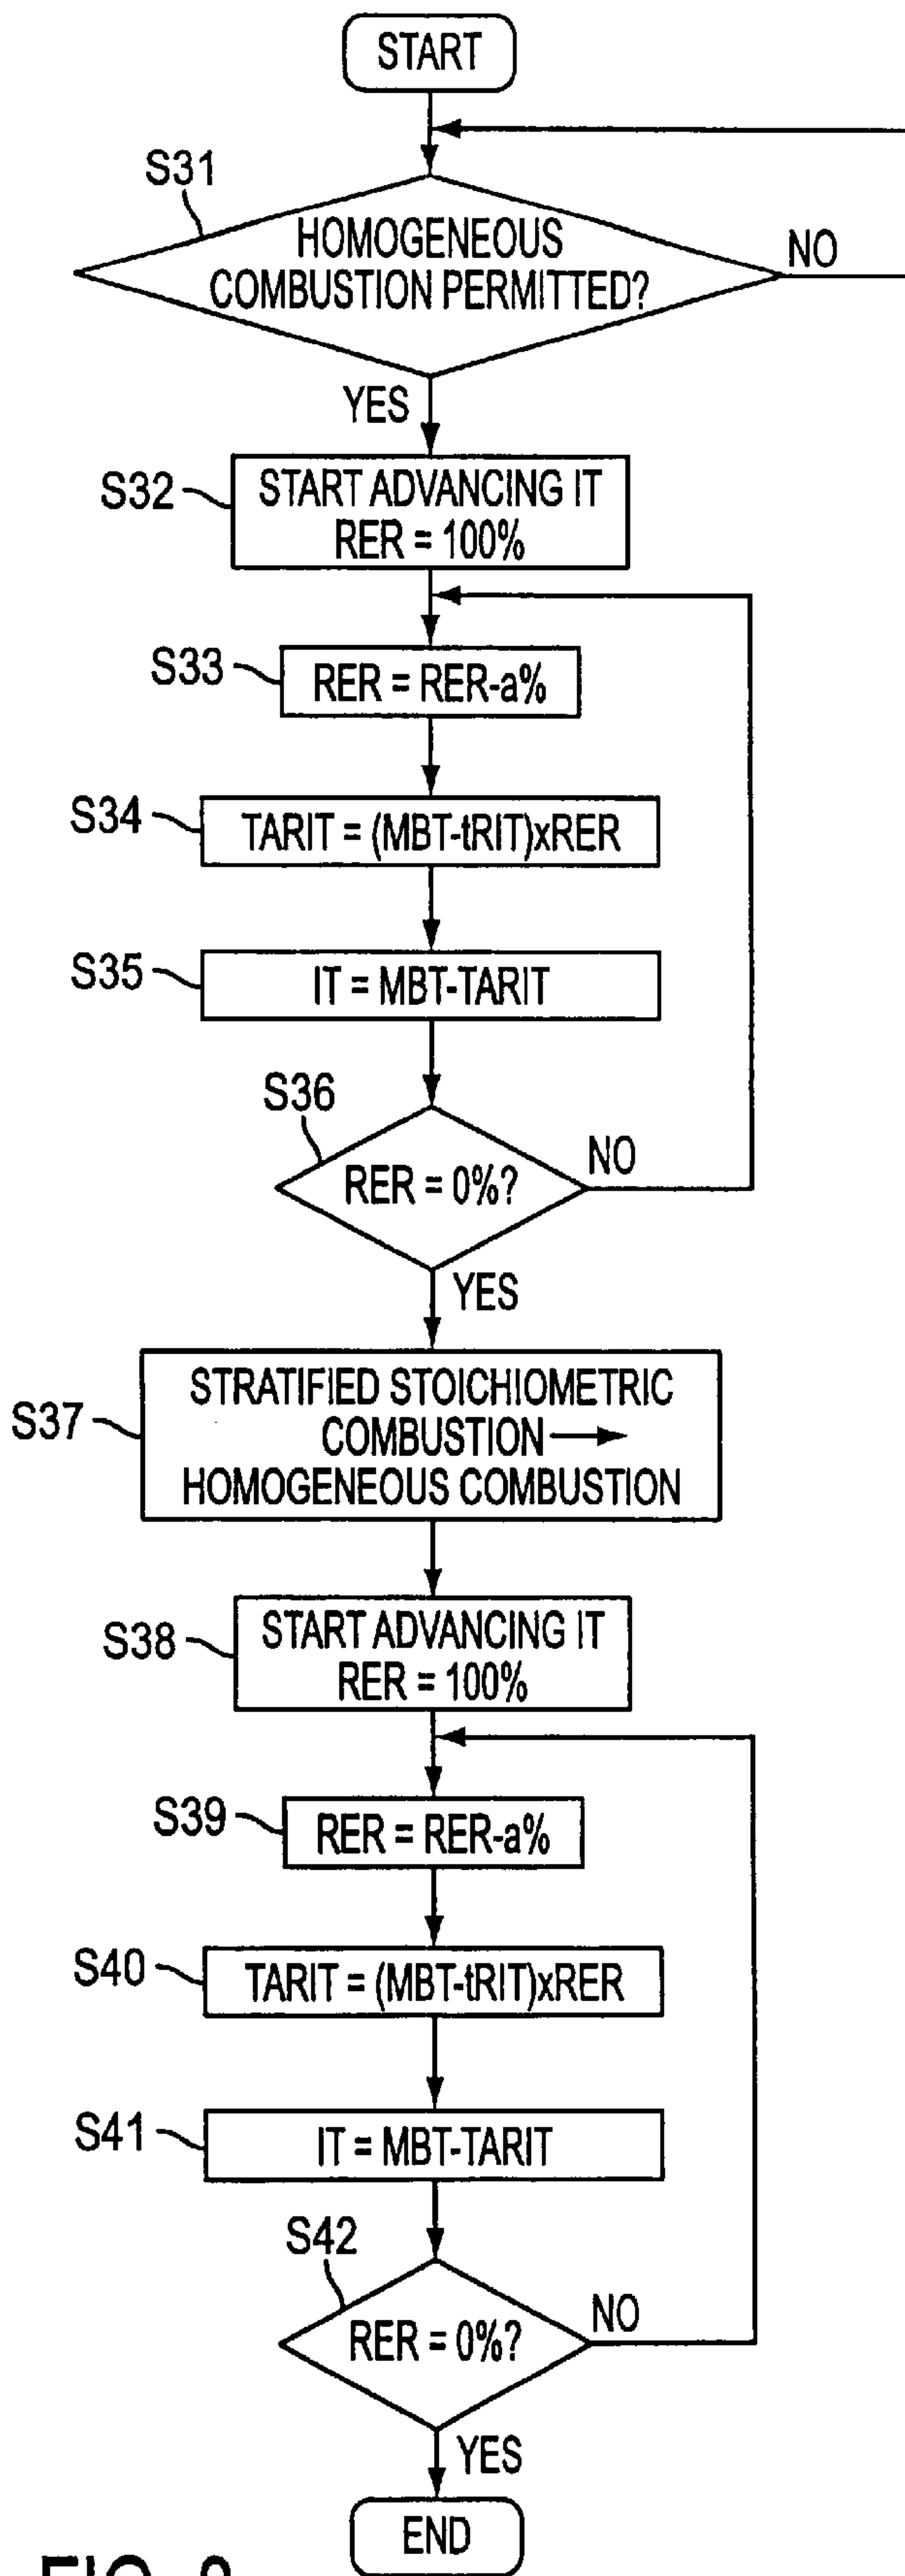 START
S31
HOMOGENEOUS
COMBUSTION PERMITTED?
NO
YES
S32
START ADVANCING IT
RER = 100%
S33
RER = RER-a%
S34
TARIT = (MBT-tRIT)xRER
S35
IT = MBT-TARIT
S36
RER = 0%?
NO
YES
S37
STRATIFIED STOICHIOMETRIC
COMBUSTION →
HOMOGENEOUS COMBUSTION
S38
START ADVANCING IT
RER = 100%
S39
RER = RER-a%
S40
TARIT = (MBT-tRIT)xRER
S41
IT = MBT-TARIT
S42
RER = 0%?
NO
YES
END